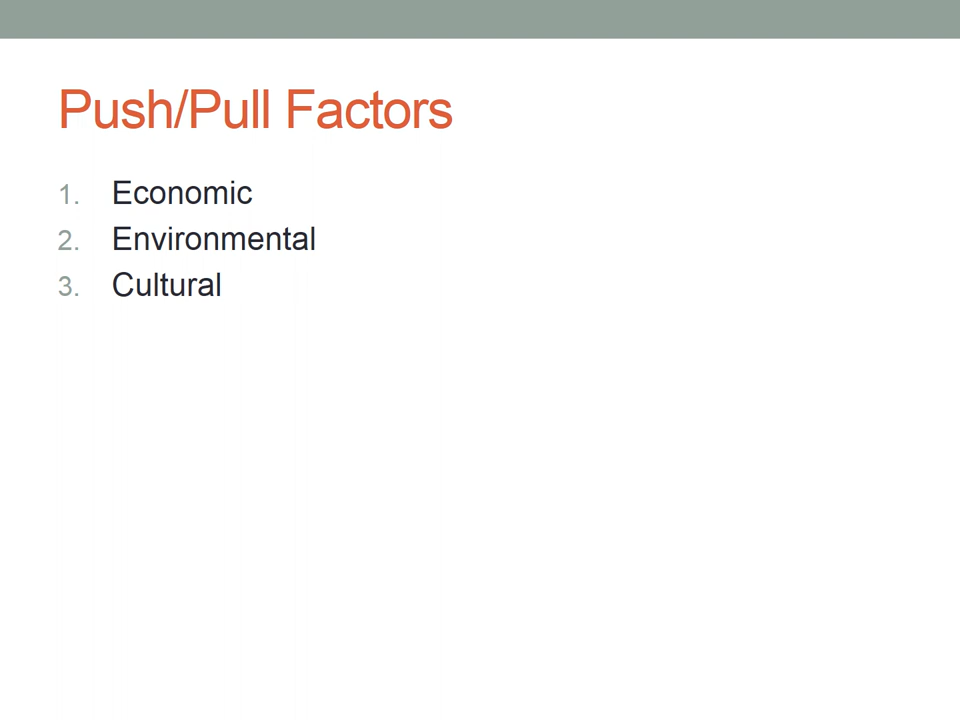 Push/Pull Factors
1. Economic
2. Environmental
3. Cultural